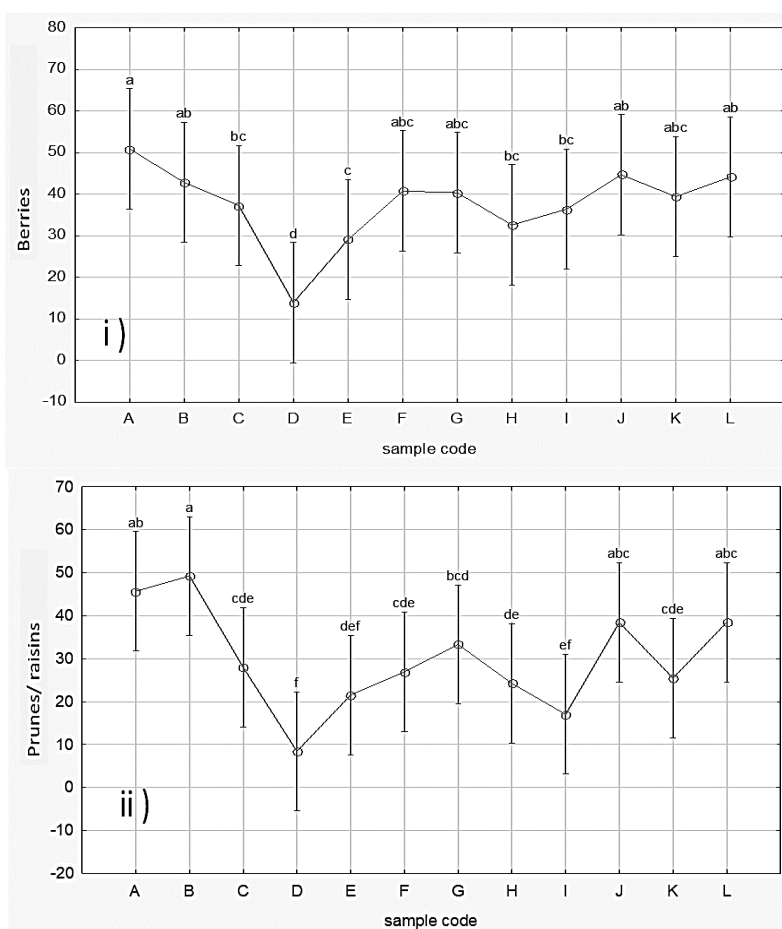 80
70
60
50
40
30
20
10
0
-10
Berries
a
ab
bc
d
c
abc
abc
bc
bc
ab
abc
ab
i)
A B C D E F G H I J K L
sample code
70
60
50
40
30
20
10
0
-10
-20
Prunes/ raisins
ab
a
cde
f
def
cde
bcd
de
ef
abc
cde
abc
ii)
A B C D E F G H I J K L
sample code